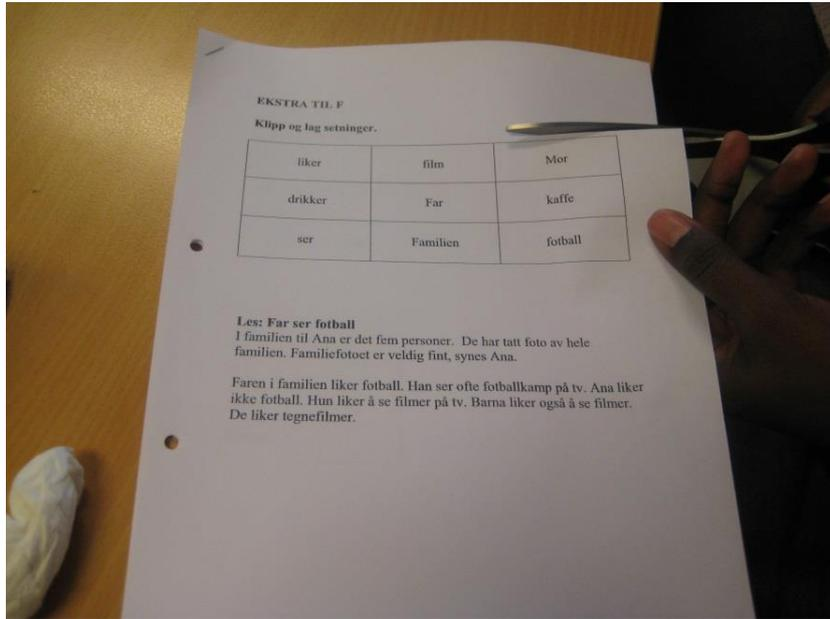 EKSTRA TIL F
Klipp og lag setninger.
liker film Mor
drikker Far kaffe
ser Familien fotball
Les: Far ser fotball
I familien til Ana er det fem personer. De har tatt foto av hele
familien. Familiefotoet er veldig fint, synes Ana.
Faren i familien liker fotball. Han ser ofte fotballkamp på tv. Ana liker
ikke fotball. Hun liker å se filmer på tv. Barna liker også å se filmer.
De liker tegnefilmer.